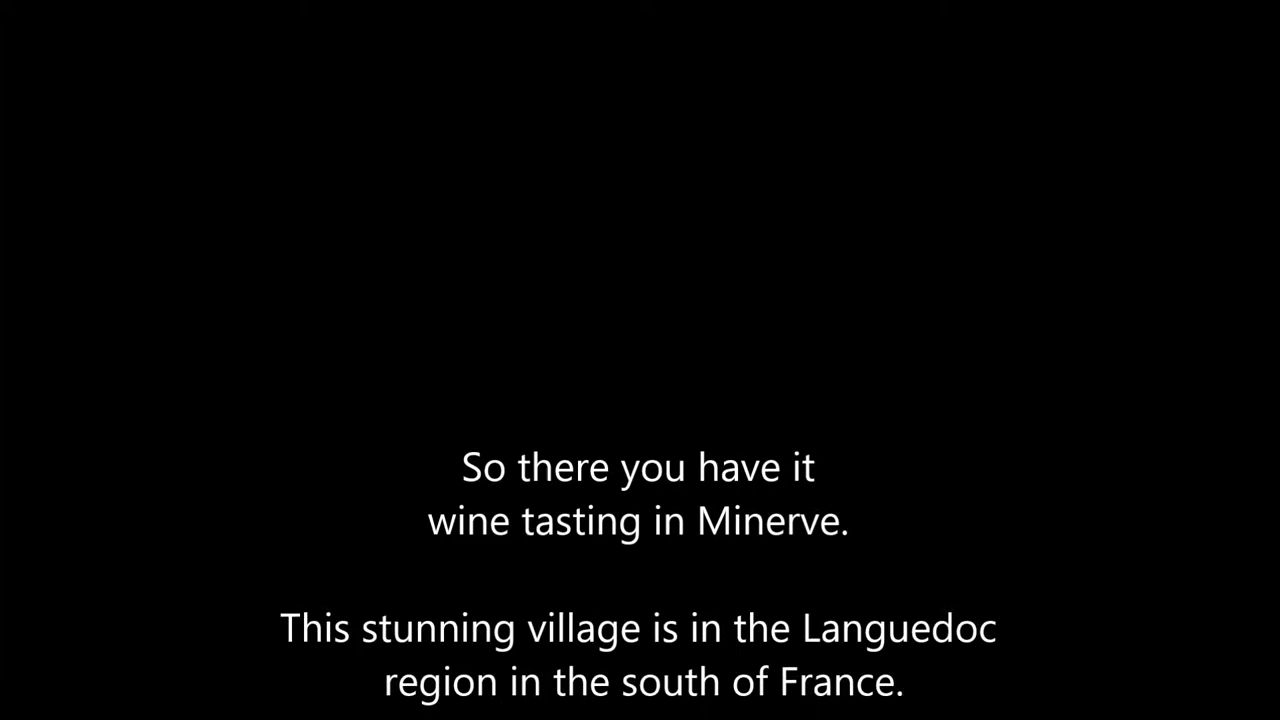 So there you have it
wine tasting in Minerve.
This stunning village is in the Languedoc
region in the south of France.